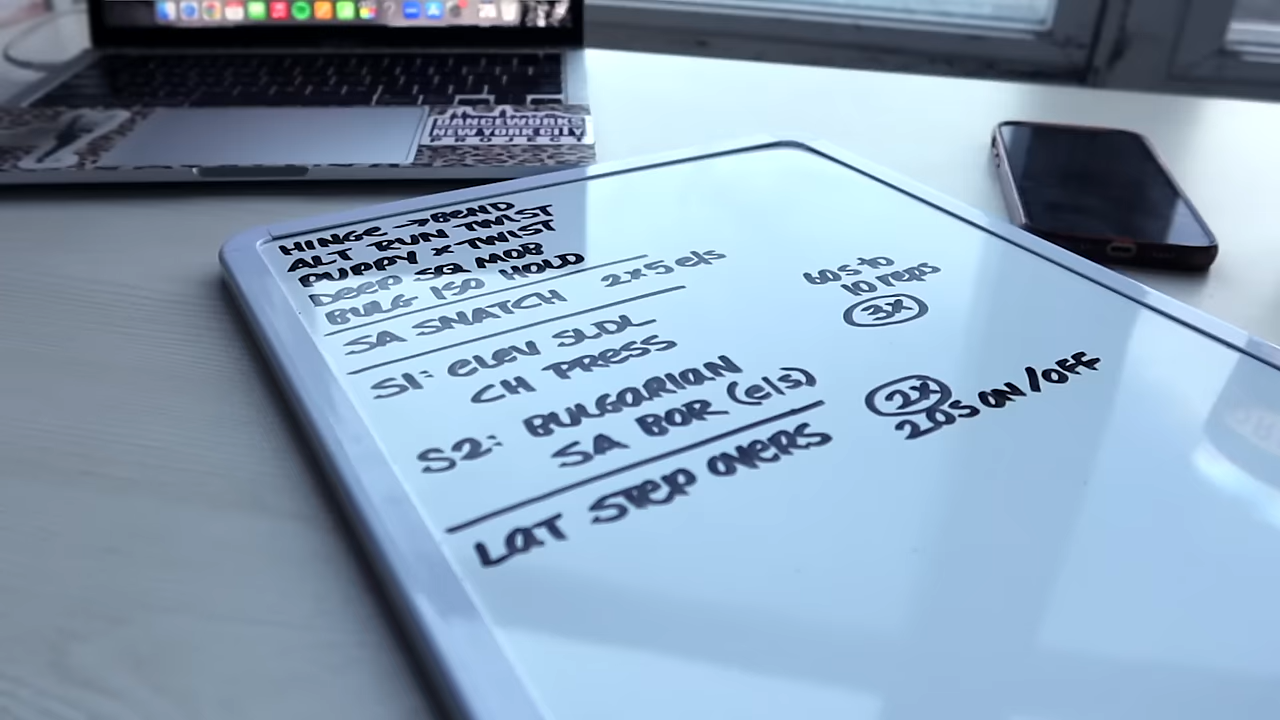 DANCEWORKS
NEW YORK CITY
PROJECT
HINGE → BEND
ALT RUN TWIST
PUPPY X TWIST
DEEP SQ MOB
BULG ISO HOLD
SA SNATCH 2x5 e/s
S1: ELEV SLDL
CH PRESS
60s to
10 reps
3x
S2: BULGARIAN
SA BOR (e/s)
2x
LAT STEP OVERS
20s ON/OFF